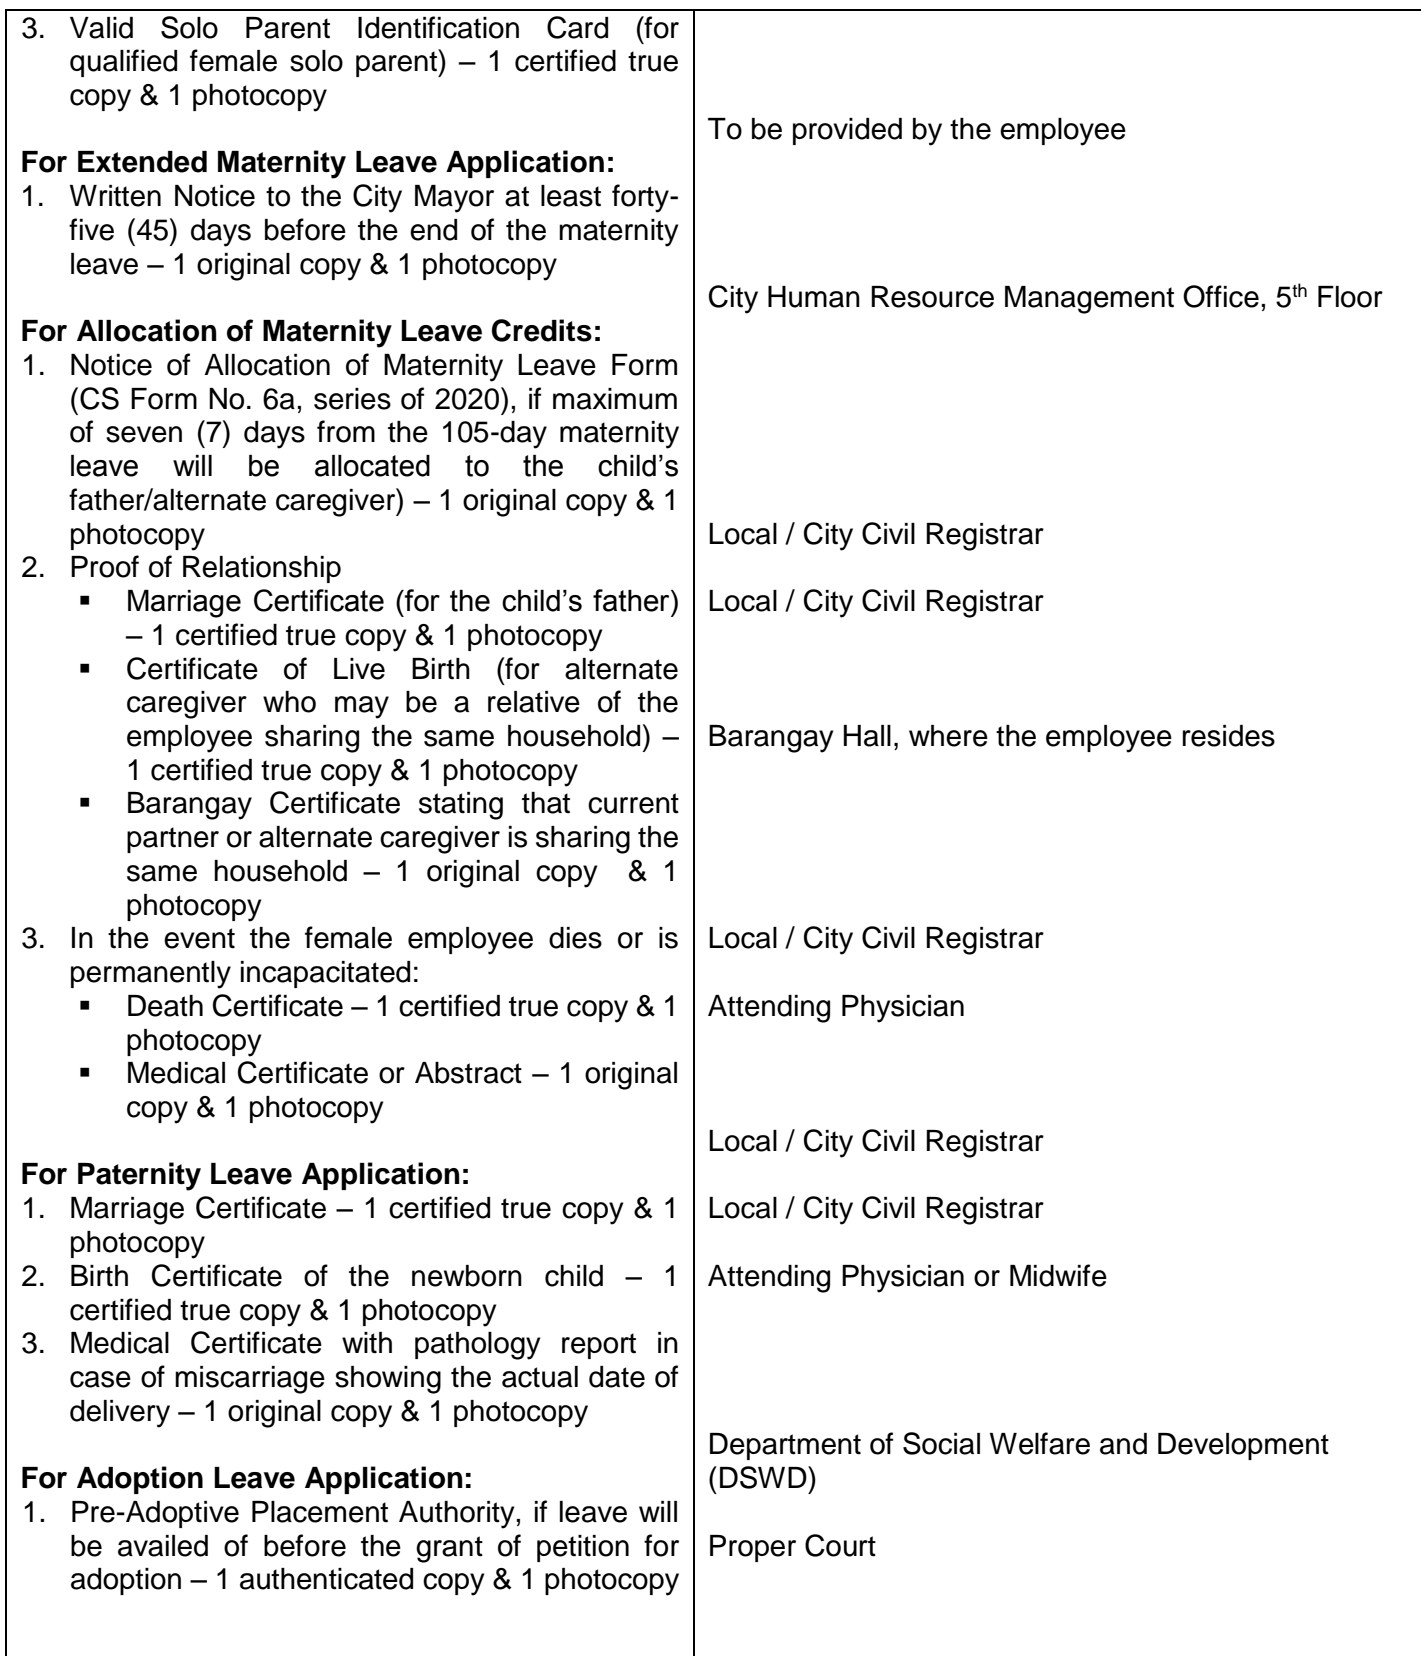 3. Valid Solo Parent Identification Card (for
qualified female solo parent) – 1 certified true
copy & 1 photocopy
For Extended Maternity Leave Application:
1. Written Notice to the City Mayor at least forty-
five (45) days before the end of the maternity
leave – 1 original copy & 1 photocopy
For Allocation of Maternity Leave Credits:
1. Notice of Allocation of Maternity Leave Form
(CS Form No. 6a, series of 2020), if maximum
of seven (7) days from the 105-day maternity
leave will be allocated to the child’s
father/alternate caregiver) – 1 original copy & 1
photocopy
2. Proof of Relationship
▪ Marriage Certificate (for the child’s father)
– 1 certified true copy & 1 photocopy
▪ Certificate of Live Birth (for alternate
caregiver who may be a relative of the
employee sharing the same household) –
1 certified true copy & 1 photocopy
▪ Barangay Certificate stating that current
partner or alternate caregiver is sharing the
same household – 1 original copy & 1
photocopy
3. In the event the female employee dies or is
permanently incapacitated:
▪ Death Certificate – 1 certified true copy & 1
photocopy
▪ Medical Certificate or Abstract – 1 original
copy & 1 photocopy
For Paternity Leave Application:
1. Marriage Certificate – 1 certified true copy & 1
photocopy
2. Birth Certificate of the newborn child – 1
certified true copy & 1 photocopy
3. Medical Certificate with pathology report in
case of miscarriage showing the actual date of
delivery – 1 original copy & 1 photocopy
For Adoption Leave Application:
1. Pre-Adoptive Placement Authority, if leave will
be availed of before the grant of petition for
adoption – 1 authenticated copy & 1 photocopy
To be provided by the employee
City Human Resource Management Office, 5th Floor
Local / City Civil Registrar
Local / City Civil Registrar
Barangay Hall, where the employee resides
Local / City Civil Registrar
Attending Physician
Local / City Civil Registrar
Local / City Civil Registrar
Attending Physician or Midwife
Department of Social Welfare and Development
(DSWD)
Proper Court